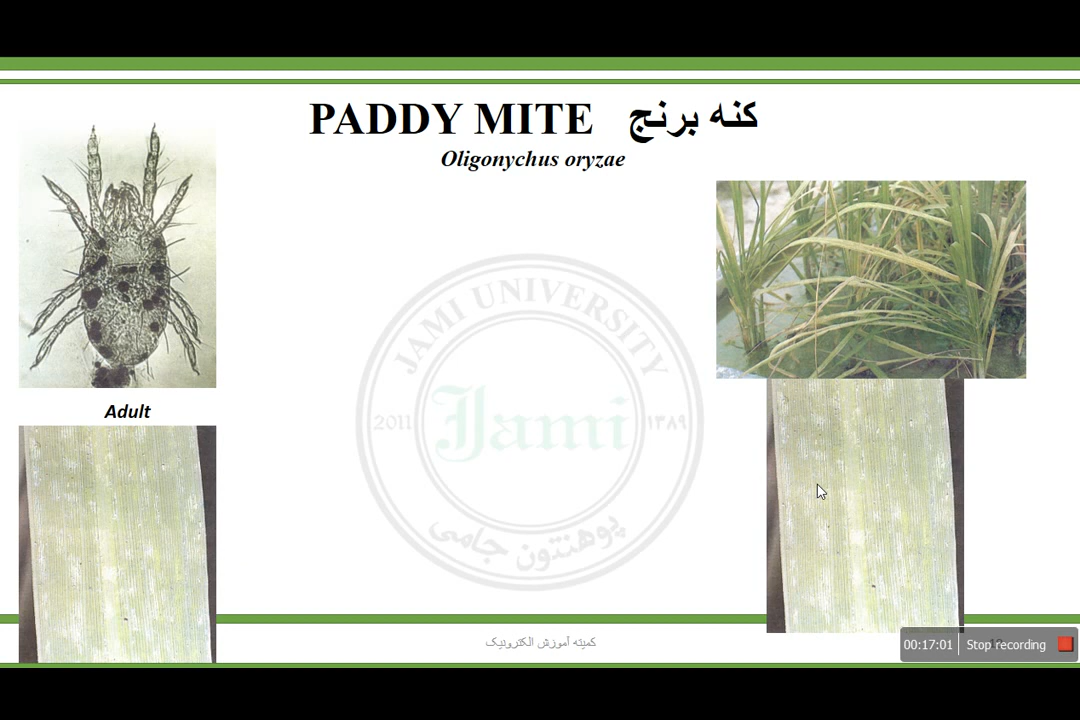 PADDY MITE کنه برنج
Oligonychus oryzae
Adult
JAMI UNIVERSITY
2011 Jami ۱۳۸۹
پوهنتون جامی
کمیته آموزش الکترونیک
00:17:01 Stop recording